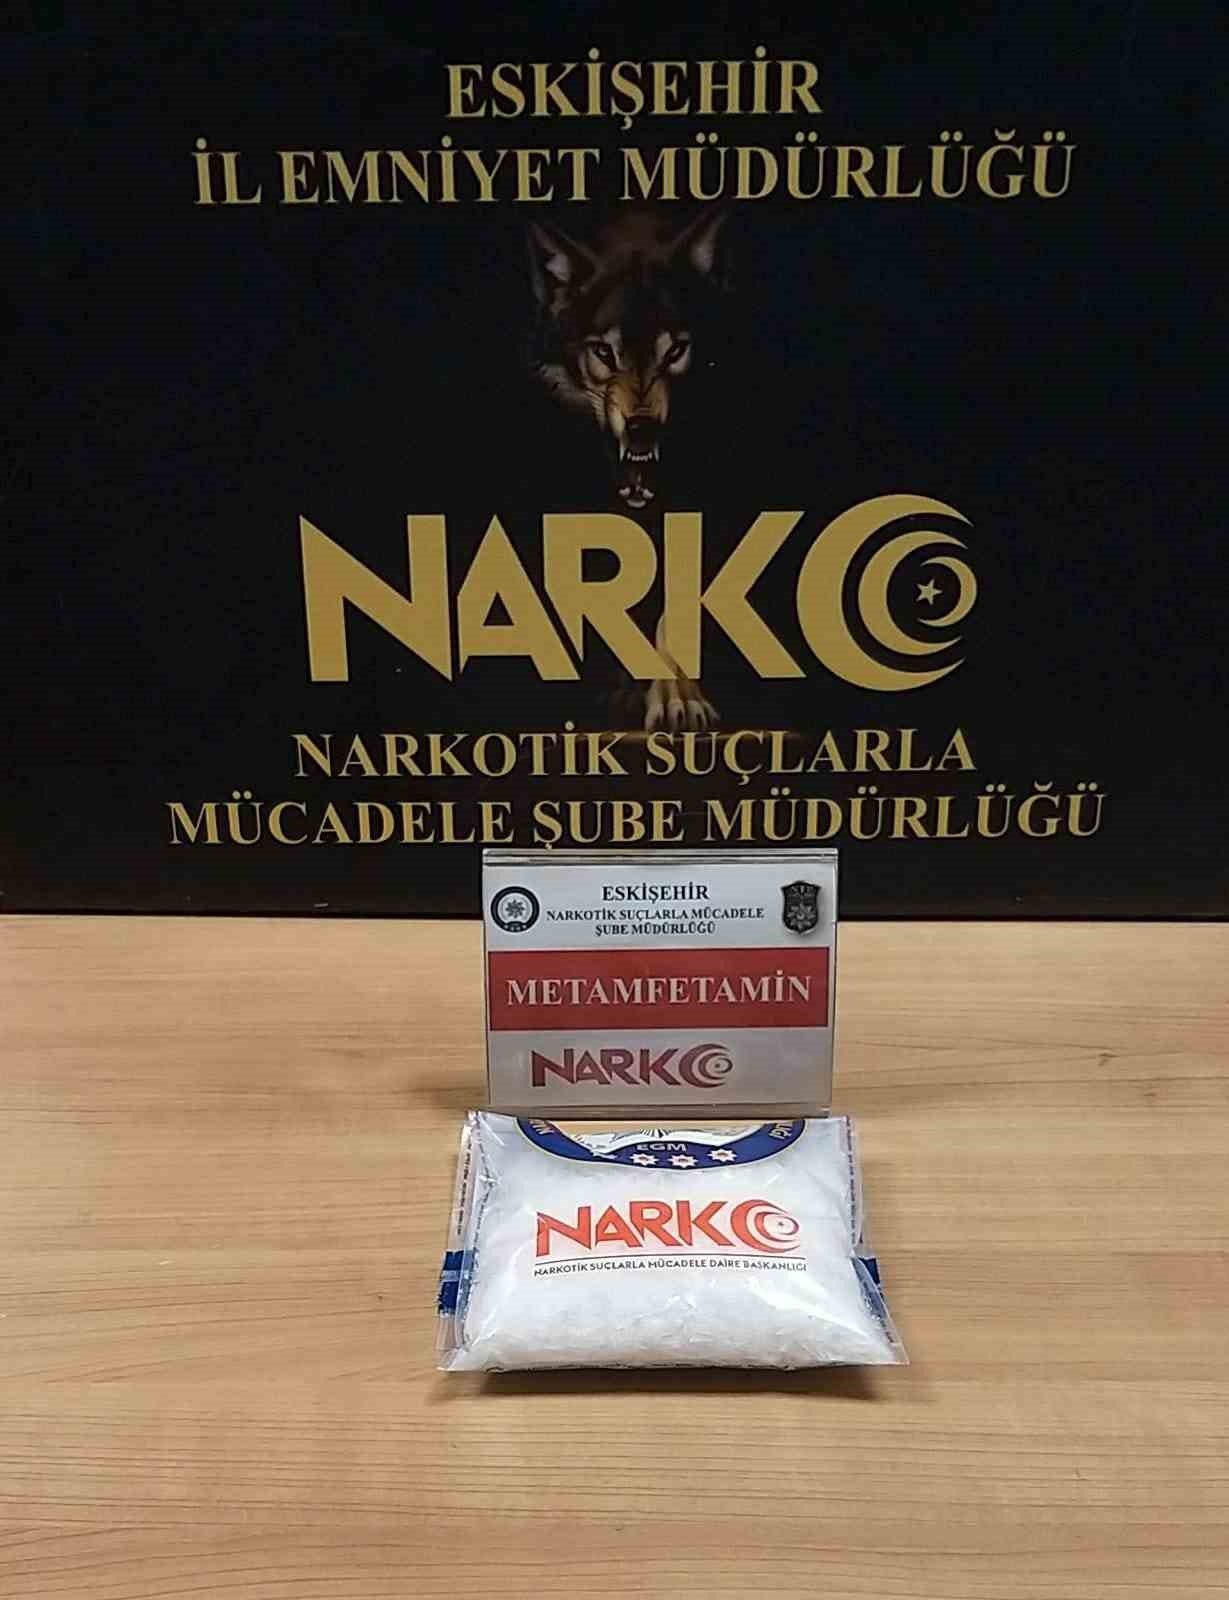 ESKİŞEHİR
İL EMNİYET MÜDÜRLÜĞÜ
NARKO
NARKOTİK SUÇLARLA
MÜCADELE ŞUBE MÜDÜRLÜĞÜ
ESKİŞEHİR
NARKOTİK SUÇLARLA MÜCADELE
ŞUBE MÜDÜRLÜĞÜ
METAMFETAMİN
NARKO
EGM
NARKO
NARKOTİK SUÇLARLA MÜCADELE DAİRE BAŞKANLIĞI